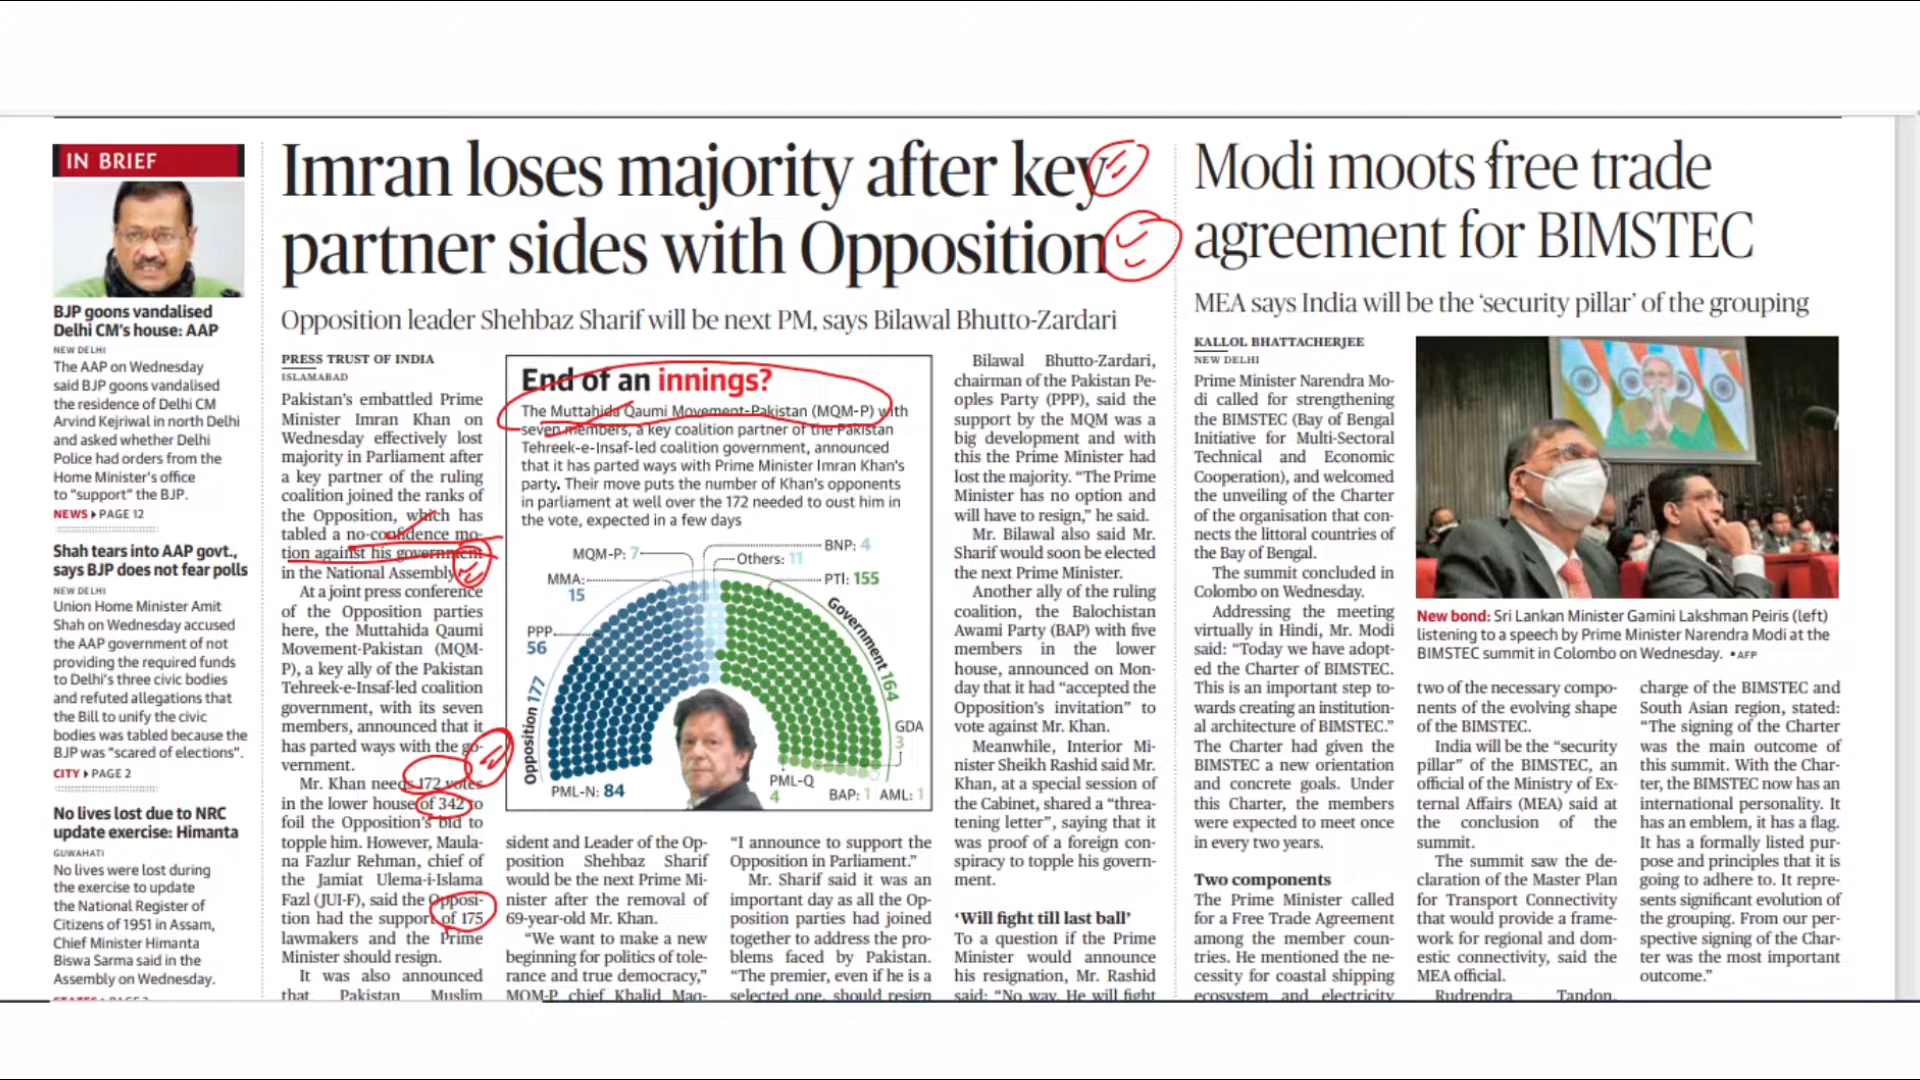 IN BRIEF
BJP goons vandalised
Delhi CM's house: AAP
NEW DELHI
The AAP on Wednesday
said BJP goons vandalised
the residence of Delhi CM
Arvind Kejriwal in north Delhi
and asked whether Delhi
Police had orders from the
Home Minister's office
to “support” the BJP.
NEWS PAGE 12
Shah tears into AAP govt.,
says BJP does not fear polls
NEW DELHI
Union Home Minister Amit
Shah on Wednesday accused
the AAP government of not
providing the required funds
to Delhi's three civic bodies
and refuted allegations that
the Bill to unify the civic
bodies was tabled because the
BJP was “scared of elections”.
CITY PAGE 2
No lives lost due to NRC
update exercise: Himanta
GUWAHATI
No lives were lost during
the exercise to update
the National Register of
Citizens of 1951 in Assam,
Chief Minister Himanta
Biswa Sarma said in the
Assembly on Wednesday.
Imran loses majority after key
partner sides with Opposition
Opposition leader Shehbaz Sharif will be next PM, says Bilawal Bhutto-Zardari
PRESS TRUST OF INDIA
ISLAMABAD
Pakistan's embattled Prime
Minister Imran Khan on
Wednesday effectively lost
majority in Parliament after
a key partner of the ruling
coalition joined the ranks of
the Opposition, which has
tabled a no-confidence mo-
tion against his government
in the National Assembly.
At a joint press conference
of the Opposition parties
here, the Muttahida Qaumi
Movement-Pakistan (MQM-
P), a key ally of the Pakistan
Tehreek-e-Insaf-led coalition
government, with its seven
members, announced that it
has parted ways with the go-
vernment.
Mr. Khan needs 172 votes
in the lower house of 342 to
foil the Opposition's bid to
topple him. However, Maula-
na Fazlur Rehman, chief of
the Jamiat Ulema-i-Islama
Fazl (JUI-F), said the Opposi-
tion had the support of 175
lawmakers and the Prime
Minister should resign.
It was also announced
that Pakistan Muslim
End of an innings?
The Muttahida Qaumi Movement-Pakistan (MQM-P) with
seven members, a key coalition partner of the Pakistan
Tehreek-e-Insaf-led coalition government, announced
that it has parted ways with Prime Minister Imran Khan's
party. Their move puts the number of Khan's opponents
in parliament at well over the 172 needed to oust him in
the vote, expected in a few days
MQM-P: 7
BNP: 4
Others: 11
MMA:
15
PTI: 155
PPP
56
Opposition 177
Government 164
GDA
3
PML-N: 84
PML-Q
4
BAP: 1
AML: 1
sident and Leader of the Op-
position Shehbaz Sharif
would be the next Prime Mi-
nister after the removal of
69-year-old Mr. Khan.
“We want to make a new
beginning for politics of tole-
rance and true democracy,”
MQM-P chief Khalid Maq-
“I announce to support the
Opposition in Parliament.”
Mr. Sharif said it was an
important day as all the Op-
position parties had joined
together to address the pro-
blems faced by Pakistan.
“The premier, even if he is a
selected one, should resign
Bilawal Bhutto-Zardari,
chairman of the Pakistan Pe-
oples Party (PPP), said the
support by the MQM was a
big development and with
this the Prime Minister had
lost the majority. “The Prime
Minister has no option and
will have to resign,” he said.
Mr. Bilawal also said Mr.
Sharif would soon be elected
the next Prime Minister.
Another ally of the ruling
coalition, the Balochistan
Awami Party (BAP) with five
members in the lower
house, announced on Mon-
day that it had “accepted the
Opposition's invitation” to
vote against Mr. Khan.
Meanwhile, Interior Mi-
nister Sheikh Rashid said Mr.
Khan, at a special session of
the Cabinet, shared a “threa-
tening letter”, saying that it
was proof of a foreign con-
spiracy to topple his govern-
ment.
‘Will fight till last ball’
To a question if the Prime
Minister would announce
his resignation, Mr. Rashid
said: “No way. He will fight
Modi moots free trade
agreement for BIMSTEC
MEA says India will be the ‘security pillar’ of the grouping
KALLOL BHATTACHERJEE
NEW DELHI
Prime Minister Narendra Mo-
di called for strengthening
the BIMSTEC (Bay of Bengal
Initiative for Multi-Sectoral
Technical and Economic
Cooperation), and welcomed
the unveiling of the Charter
of the organisation that con-
nects the littoral countries of
the Bay of Bengal.
The summit concluded in
Colombo on Wednesday.
Addressing the meeting
virtually in Hindi, Mr. Modi
said: “Today we have adopt-
ed the Charter of BIMSTEC.
This is an important step to-
wards creating an institution-
al architecture of BIMSTEC.”
The Charter had given the
BIMSTEC a new orientation
and concrete goals. Under
this Charter, the members
were expected to meet once
in every two years.
Two components
The Prime Minister called
for a Free Trade Agreement
among the member coun-
tries. He mentioned the ne-
cessity for coastal shipping
ecosystem and electricity
New bond: Sri Lankan Minister Gamini Lakshman Peiris (left)
listening to a speech by Prime Minister Narendra Modi at the
BIMSTEC summit in Colombo on Wednesday. • AFP
two of the necessary compo-
nents of the evolving shape
of the BIMSTEC.
India will be the “security
pillar” of the BIMSTEC, an
official of the Ministry of Ex-
ternal Affairs (MEA) said at
the conclusion of the
summit.
The summit saw the de-
claration of the Master Plan
for Transport Connectivity
that would provide a frame-
work for regional and dom-
estic connectivity, said the
MEA official.
Rudrendra Tandon,
charge of the BIMSTEC and
South Asian region, stated:
“The signing of the Charter
was the main outcome of
this summit. With the Char-
ter, the BIMSTEC now has an
international personality. It
has an emblem, it has a flag.
It has a formally listed pur-
pose and principles that it is
going to adhere to. It repre-
sents significant evolution of
the grouping. From our per-
spective signing of the Char-
ter was the most important
outcome.”